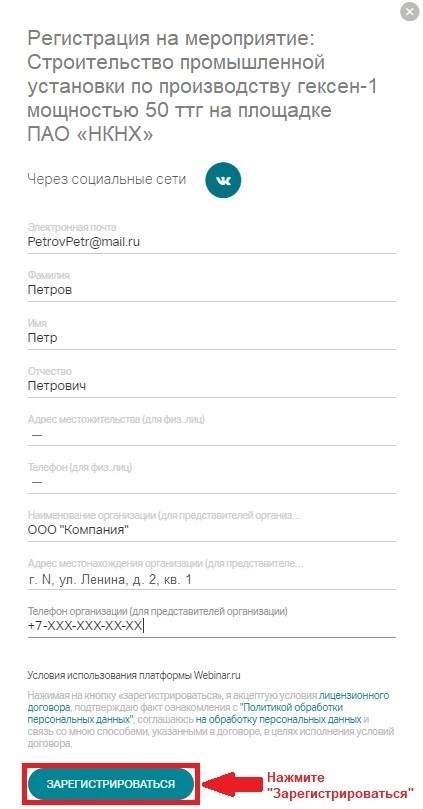 Регистрация на мероприятие:
Строительство промышленной
установки по производству гексен-1
мощностью 50 ттг на площадке
ПАО «НКНХ»
Через социальные сети
Электронная почта
PetrovPetr@mail.ru
Фамилия
Петров
Имя
Петр
Отчество
Петрович
Адрес местожительства (для физ. лиц)
—
Телефон (для физ. лиц)
—
Наименование организации (для представителей организ...
ООО "Компания"
Адрес местонахождения организации (для представителе...
г. N, ул. Ленина, д. 2, кв. 1
Телефон организации (для представителей организации)
+7-XXX-XXX-XX-XX
Условия использования платформы Webinar.ru
Нажимая на кнопку «зарегистрироваться», я акцептую условия лицензионного
договора, подтверждаю факт ознакомления с "Политикой обработки
персональных данных", соглашаюсь на обработку персональных данных и
связь со мною способами, указанными в договоре, в целях исполнения условий
договора.
ЗАРЕГИСТРИРОВАТЬСЯ
Нажмите
"Зарегистрироваться"